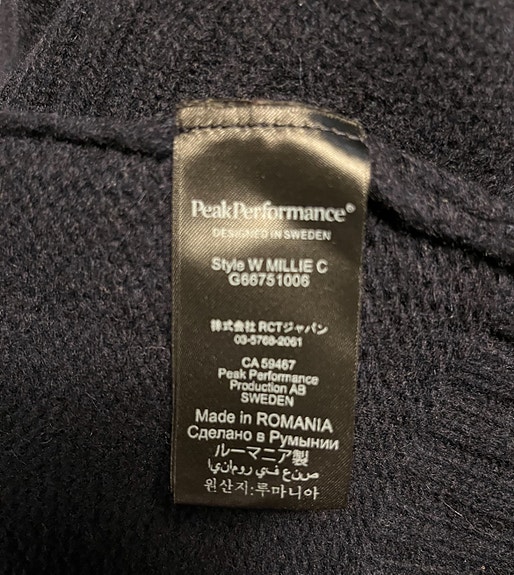 PeakPerformance®
DESIGNED IN SWEDEN
Style W MILLIE C
G66751006
株式会社 RCTジャパン
03-5768-2061
CA 59467
Peak Performance
Production AB
SWEDEN
Made in ROMANIA
Сделано в Румынии
ルーマニア製
صنع في رومانيا
원산지:루마니아